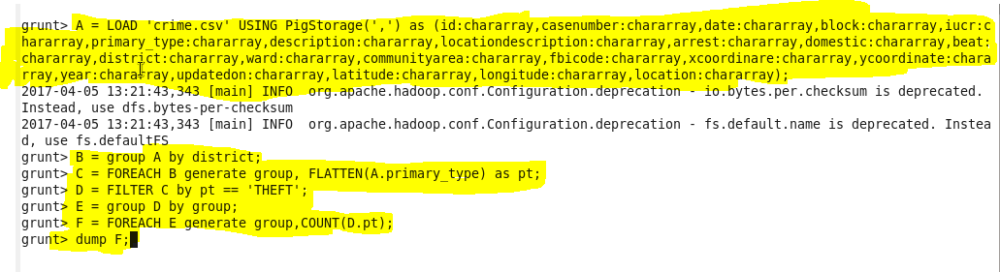 grunt> A = LOAD 'crime.csv' USING PigStorage(',') as (id:chararray,casenumber:chararray,date:chararray,block:chararray,iucr:c
hararray,primary_type:chararray,description:chararray,locationdescription:chararray,arrest:chararray,domestic:chararray,beat:
chararray,district:chararray,ward:chararray,communityarea:chararray,fbicode:chararray,xcoordinare:chararray,ycoordinate:chara
rray,year:chararray,updatedon:chararray,latitude:chararray,longitude:chararray,location:chararray);
2017-04-05 13:21:43,343 [main] INFO  org.apache.hadoop.conf.Configuration.deprecation - io.bytes.per.checksum is deprecated.
Instead, use dfs.bytes-per-checksum
2017-04-05 13:21:43,343 [main] INFO  org.apache.hadoop.conf.Configuration.deprecation - fs.default.name is deprecated. Instea
d, use fs.defaultFS
grunt> B = group A by district;
grunt> C = FOREACH B generate group, FLATTEN(A.primary_type) as pt;
grunt> D = FILTER C by pt == 'THEFT';
grunt> E = group D by group;
grunt> F = FOREACH E generate group,COUNT(D.pt);
grunt> dump F;